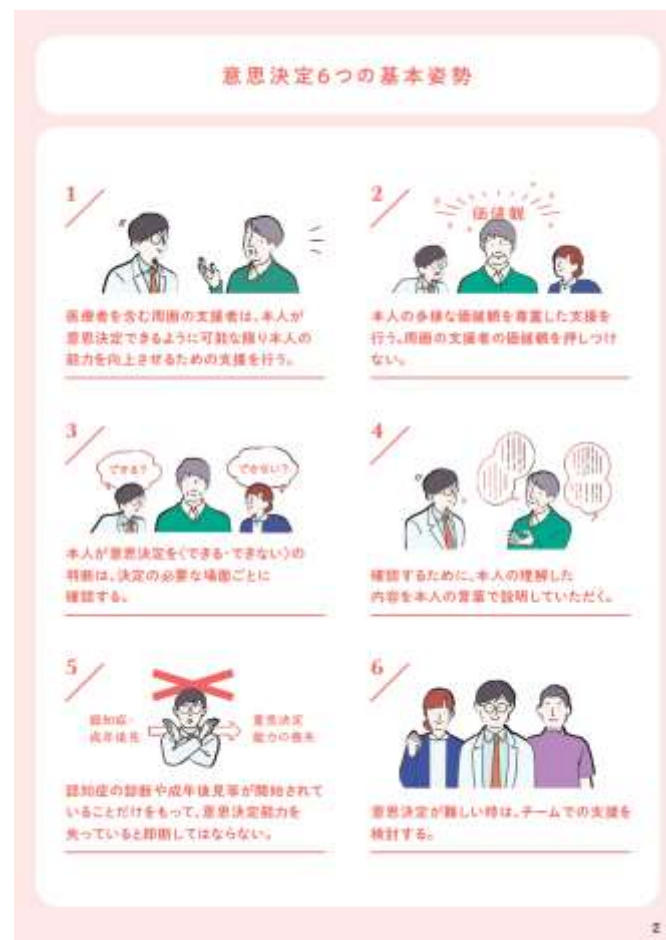 意思決定6つの基本姿勢
1
医療者を含む周囲の支援者は、本人が
意思決定できるように可能な限り本人の
能力を向上させるための支援を行う。
2
価値観
本人の多様な価値観を尊重した支援を
行う。周囲の支援者の価値観を押しつけ
ない。
3
できる?
できない?
本人が意思決定を〈できる・できない〉の
判断は、決定の必要な場面ごとに
確認する。
4
確認するために、本人の理解した
内容を本人の言葉で説明していただく。
5
認知症・
成年後見
意思決定
能力の喪失
認知症の診断や成年後見等が開始されて
いることだけをもって、意思決定能力を
失っていると即断してはならない。
6
意思決定が難しい時は、チームでの支援を
検討する。
2